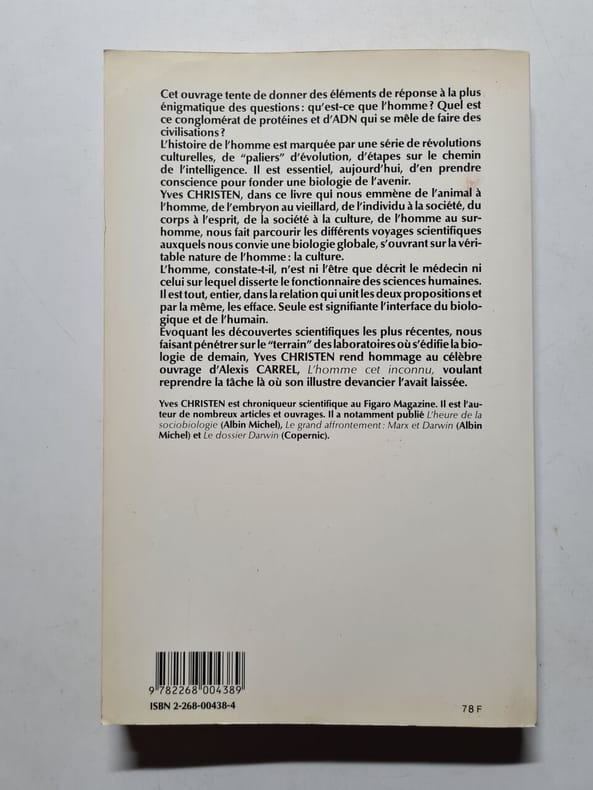 Cet ouvrage tente de donner des éléments de réponse à la plus
énigmatique des questions : qu'est-ce que l'homme ? Quel est
ce conglomérat de protéines et d'ADN qui se mêle de faire des
civilisations ?
L'histoire de l'homme est marquée par une série de révolutions
culturelles, de "paliers" d'évolution, d'étapes sur le chemin
de l'intelligence. Il est essentiel, aujourd'hui, d'en prendre
conscience pour fonder une biologie de l'avenir.
Yves CHRISTEN, dans ce livre qui nous emmène de l'animal à
l'homme, de l'embryon au vieillard, de l'individu à la société, du
corps à l'esprit, de la société à la culture, de l'homme au sur-
homme, nous fait parcourir les différents voyages scientifiques
auxquels nous convie une biologie globale, s'ouvrant sur la véri-
table nature de l'homme : la culture.
L'homme, constate-t-il, n'est ni l'être que décrit le médecin ni
celui sur lequel disserte le fonctionnaire des sciences humaines.
Il est tout, entier, dans la relation qui unit les deux propositions et
par la même, les efface. Seule est signifiante l'interface du biolo-
gique et de l'humain.
Evoquant les découvertes scientifiques les plus récentes, nous
faisant pénétrer sur le "terrain" des laboratoires où s'édifie la bio-
logie de demain, Yves CHRISTEN rend hommage au célèbre
ouvrage d'Alexis CARREL, L'homme cet inconnu, voulant
reprendre la tâche là où son illustre devancier l'avait laissée.
Yves CHRISTEN est chroniqueur scientifique au Figaro Magazine. Il est l'au-
teur de nombreux articles et ouvrages. Il a notamment publié L'heure de la
sociobiologie (Albin Michel), Le grand affrontement : Marx et Darwin (Albin
Michel) et Le dossier Darwin (Copernic).
9 782268 004389
ISBN 2-268-00438-4
78 F